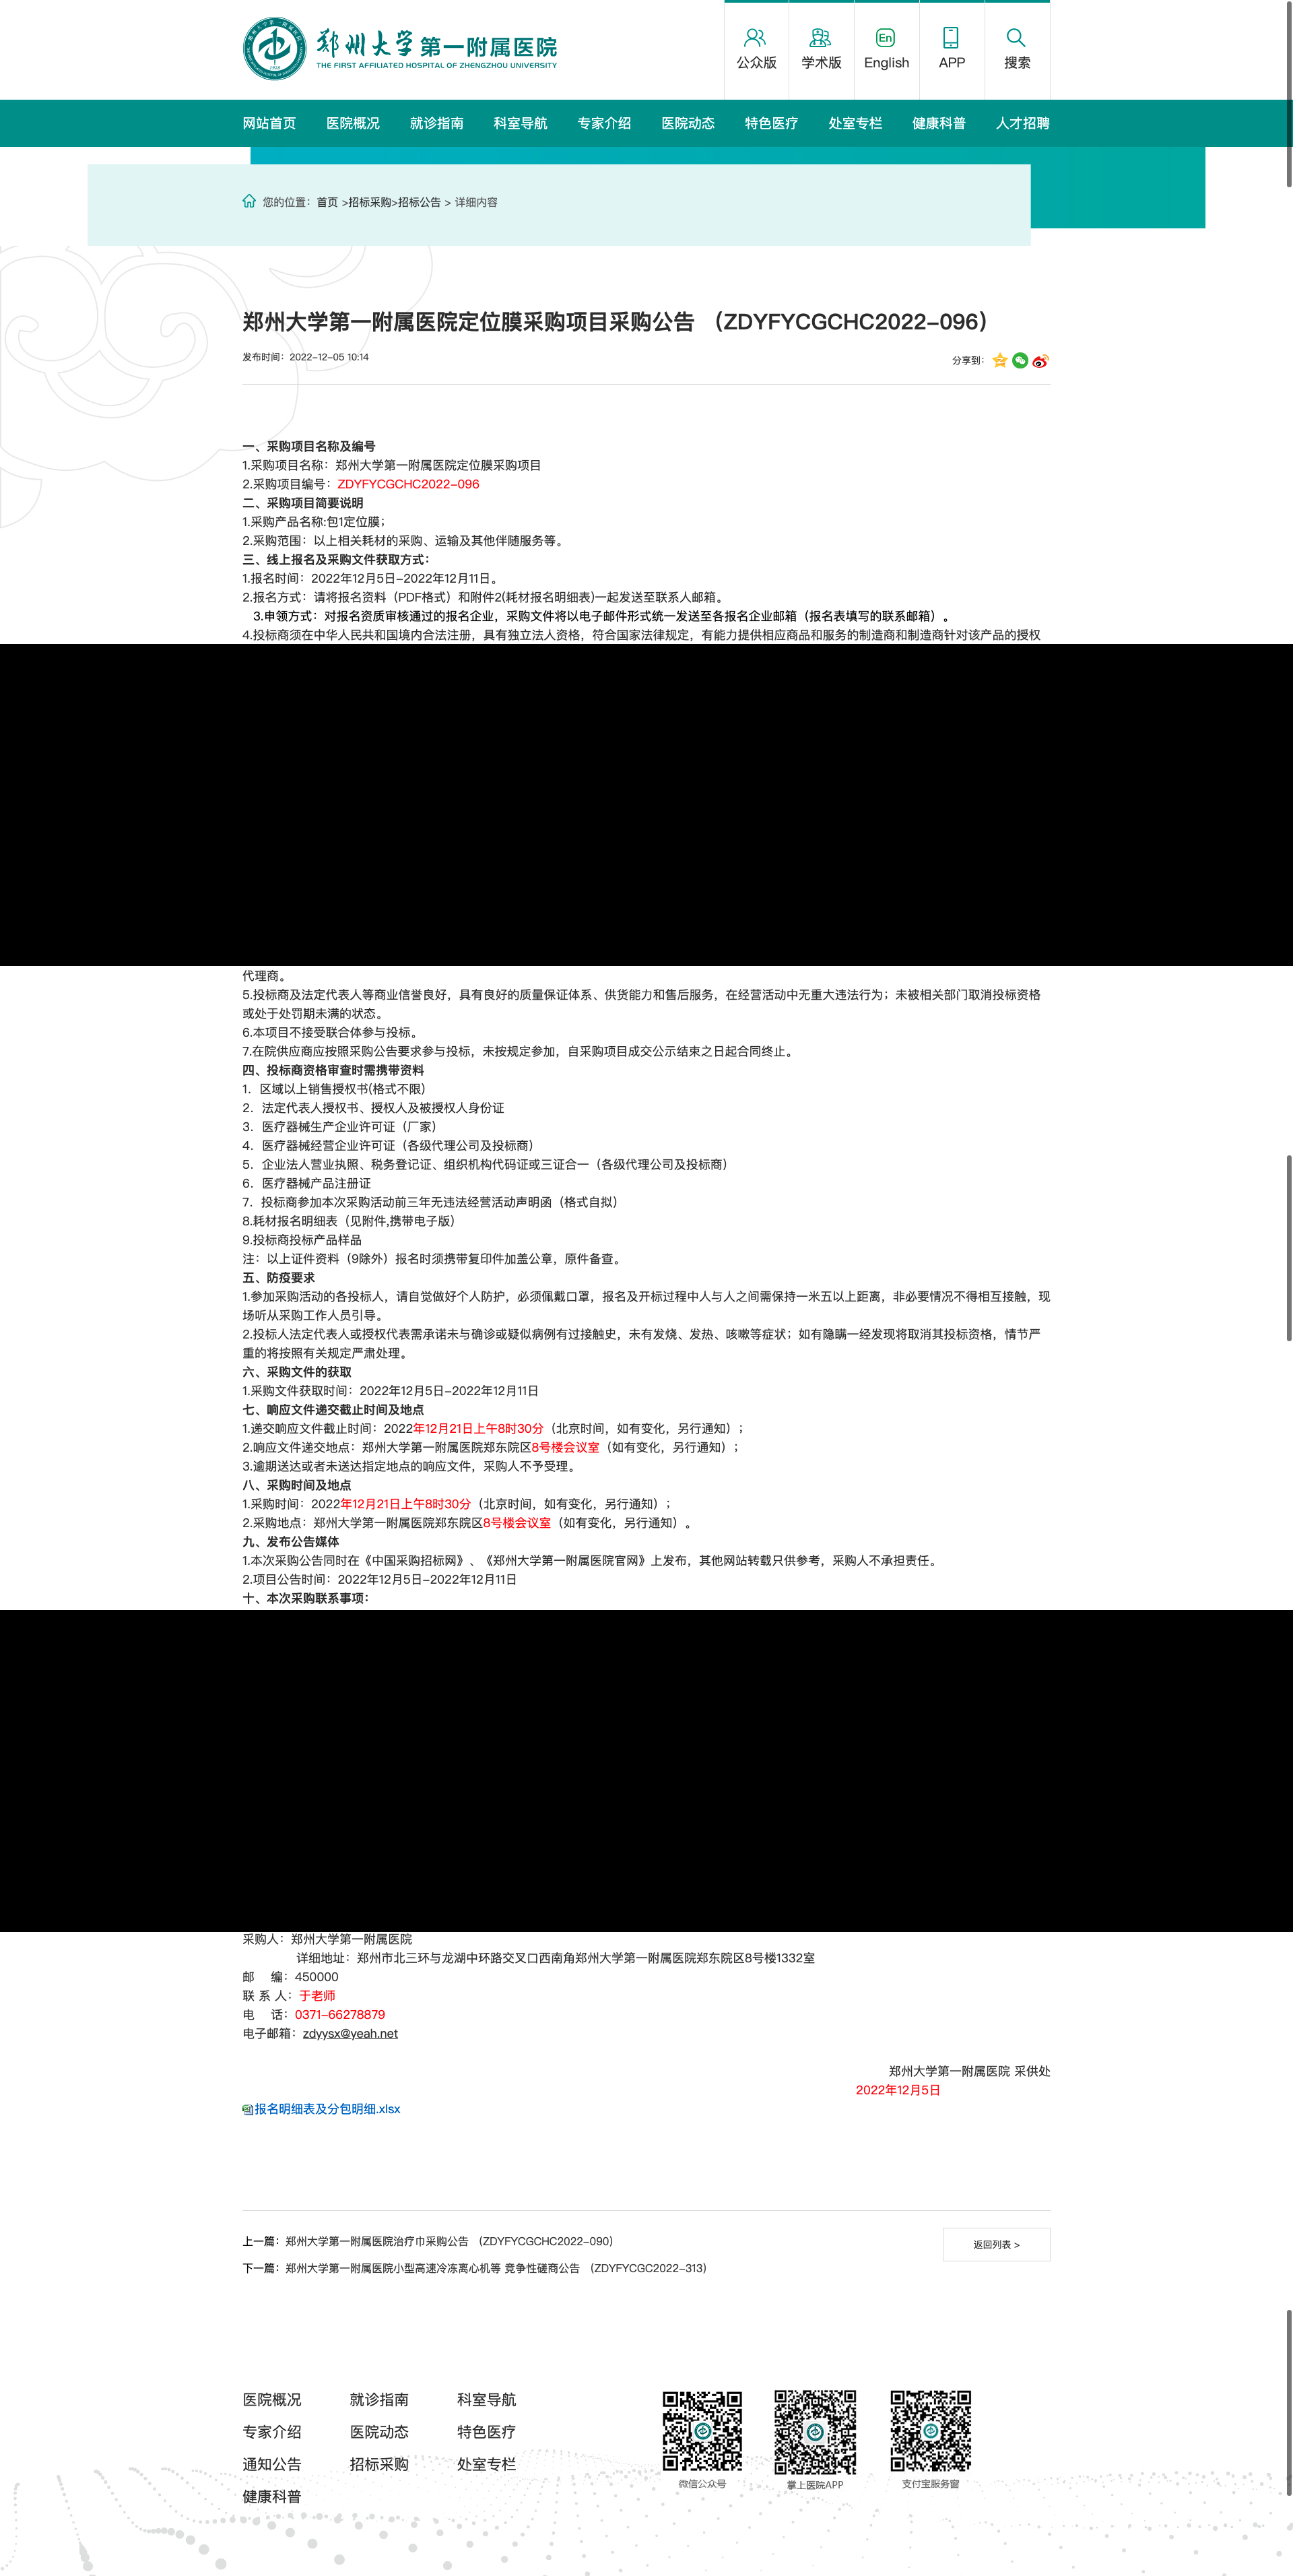 郑州大学第一附属医院
THE FIRST AFFILIATED HOSPITAL OF ZHENGZHOU UNIVERSITY
公众版 学术版 English APP 搜索
网站首页 医院概况 就诊指南 科室导航 专家介绍 医院动态 特色医疗 处室专栏 健康科普 人才招聘
您的位置：首页 >招标采购>招标公告 > 详细内容
郑州大学第一附属医院定位膜采购项目采购公告 （ZDYFYCGCHC2022-096）
发布时间：2022-12-05 10:14
分享到：
一、采购项目名称及编号
1.采购项目名称：郑州大学第一附属医院定位膜采购项目
2.采购项目编号：ZDYFYCGCHC2022-096
二、采购项目简要说明
1.采购产品名称:包1定位膜；
2.采购范围：以上相关耗材的采购、运输及其他伴随服务等。
三、线上报名及采购文件获取方式：
1.报名时间：2022年12月5日-2022年12月11日。
2.报名方式：请将报名资料（PDF格式）和附件2(耗材报名明细表)一起发送至联系人邮箱。
3.申领方式：对报名资质审核通过的报名企业，采购文件将以电子邮件形式统一发送至各报名企业邮箱（报名表填写的联系邮箱）。
4.投标商须在中华人民共和国境内合法注册，具有独立法人资格，符合国家法律规定，有能力提供相应商品和服务的制造商和制造商针对该产品的授权
代理商。
5.投标商及法定代表人等商业信誉良好，具有良好的质量保证体系、供货能力和售后服务，在经营活动中无重大违法行为；未被相关部门取消投标资格
或处于处罚期未满的状态。
6.本项目不接受联合体参与投标。
7.在院供应商应按照采购公告要求参与投标，未按规定参加，自采购项目成交公示结束之日起合同终止。
四、投标商资格审查时需携带资料
1．区域以上销售授权书(格式不限)
2．法定代表人授权书、授权人及被授权人身份证
3．医疗器械生产企业许可证（厂家）
4．医疗器械经营企业许可证（各级代理公司及投标商）
5．企业法人营业执照、税务登记证、组织机构代码证或三证合一（各级代理公司及投标商）
6．医疗器械产品注册证
7．投标商参加本次采购活动前三年无违法经营活动声明函（格式自拟）
8.耗材报名明细表（见附件,携带电子版）
9.投标商投标产品样品
注：以上证件资料（9除外）报名时须携带复印件加盖公章，原件备查。
五、防疫要求
1.参加采购活动的各投标人，请自觉做好个人防护，必须佩戴口罩，报名及开标过程中人与人之间需保持一米五以上距离，非必要情况不得相互接触，现
场听从采购工作人员引导。
2.投标人法定代表人或授权代表需承诺未与确诊或疑似病例有过接触史，未有发烧、发热、咳嗽等症状；如有隐瞒一经发现将取消其投标资格，情节严
重的将按照有关规定严肃处理。
六、采购文件的获取
1.采购文件获取时间：2022年12月5日-2022年12月11日
七、响应文件递交截止时间及地点
1.递交响应文件截止时间：2022年12月21日上午8时30分（北京时间，如有变化，另行通知）；
2.响应文件递交地点：郑州大学第一附属医院郑东院区8号楼会议室（如有变化，另行通知）；
3.逾期送达或者未送达指定地点的响应文件，采购人不予受理。
八、采购时间及地点
1.采购时间：2022年12月21日上午8时30分（北京时间，如有变化，另行通知）；
2.采购地点：郑州大学第一附属医院郑东院区8号楼会议室（如有变化，另行通知）。
九、发布公告媒体
1.本次采购公告同时在《中国采购招标网》、《郑州大学第一附属医院官网》上发布，其他网站转载只供参考，采购人不承担责任。
2.项目公告时间：2022年12月5日-2022年12月11日
十、本次采购联系事项：
采购人：郑州大学第一附属医院
详细地址：郑州市北三环与龙湖中环路交叉口西南角郑州大学第一附属医院郑东院区8号楼1332室
邮 编：450000
联 系 人：于老师
电 话：0371-66278879
电子邮箱：zdyysx@yeah.net
郑州大学第一附属医院 采供处
2022年12月5日
报名明细表及分包明细.xlsx
上一篇：郑州大学第一附属医院治疗巾采购公告 （ZDYFYCGCHC2022-090）
返回列表 >
下一篇：郑州大学第一附属医院小型高速冷冻离心机等 竞争性磋商公告 （ZDYFYCGC2022-313）
医院概况 就诊指南 科室导航
专家介绍 医院动态 特色医疗
通知公告 招标采购 处室专栏
健康科普
微信公众号 掌上医院APP 支付宝服务窗